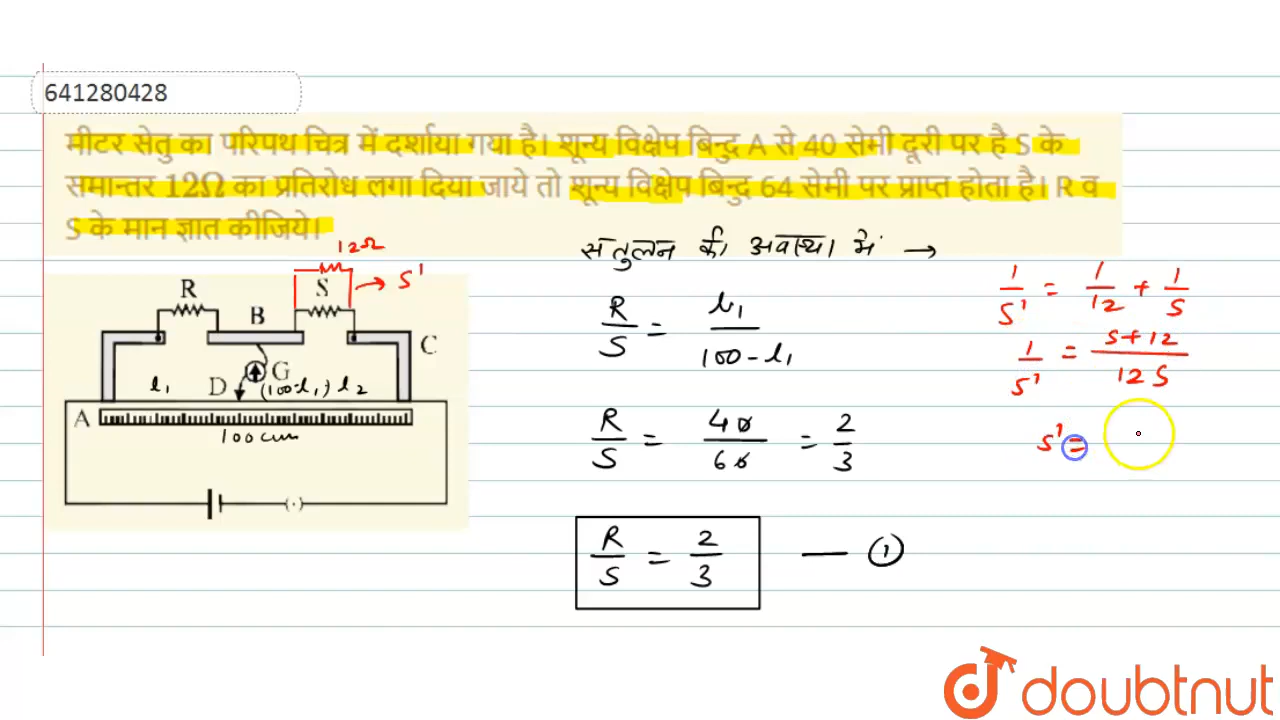 641280428
मीटर सेतु का परिपथ चित्र में दर्शाया गया है। शून्य विक्षेप बिन्दु A से 40 सेमी दूरी पर है S के
समान्तर 12Ω का प्रतिरोध लगा दिया जाये तो शून्य विक्षेप बिन्दु 64 सेमी पर प्राप्त होता है। R व
S के मान ज्ञात कीजिये।
12Ω
R
S
→ S'
B
C
G
D
l₁
(100-l₁) l₂
A
100cm
संतुलन की अवस्था में →
R/S = l₁/(100-l₁)
R/S = 40/60 = 2/3
R/S = 2/3 — ①
1/S' = 1/12 + 1/S
1/S' = (S+12)/(12S)
S' =
doubtnut